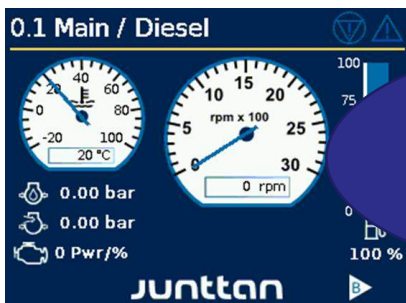 0.1 Main / Diesel
-20 0 20 40 60 80 100
20 °C
0 5 10 15 20 25 30
rpm x 100
0 rpm
100
75
0
100 %
0.00 bar
0.00 bar
0 Pwr/%
junttan
B